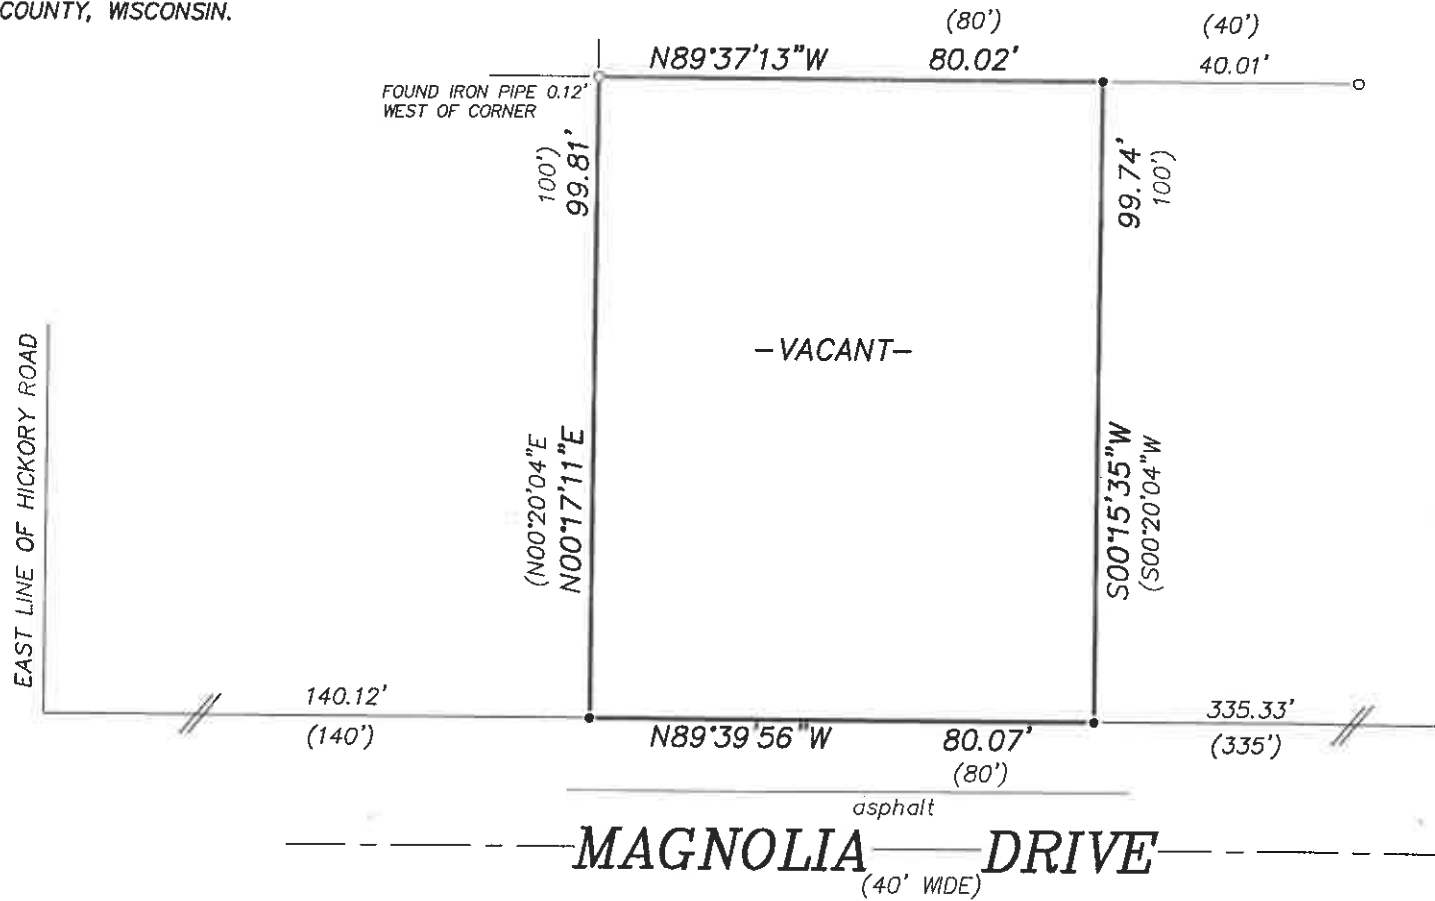 COUNTY, WISCONSIN.
(80') (40')
N89°37'13"W 80.02' 40.01'
FOUND IRON PIPE 0.12'
WEST OF CORNER
100')
99.81'
99.74'
100')
-VACANT-
EAST LINE OF HICKORY ROAD
(N00°20'04"E
N00°17'11"E
S00°15'35"W
(S00°20'04"W
140.12'
(140')
335.33'
(335')
N89°39'56"W 80.07'
(80')
asphalt
MAGNOLIA DRIVE
(40' WIDE)